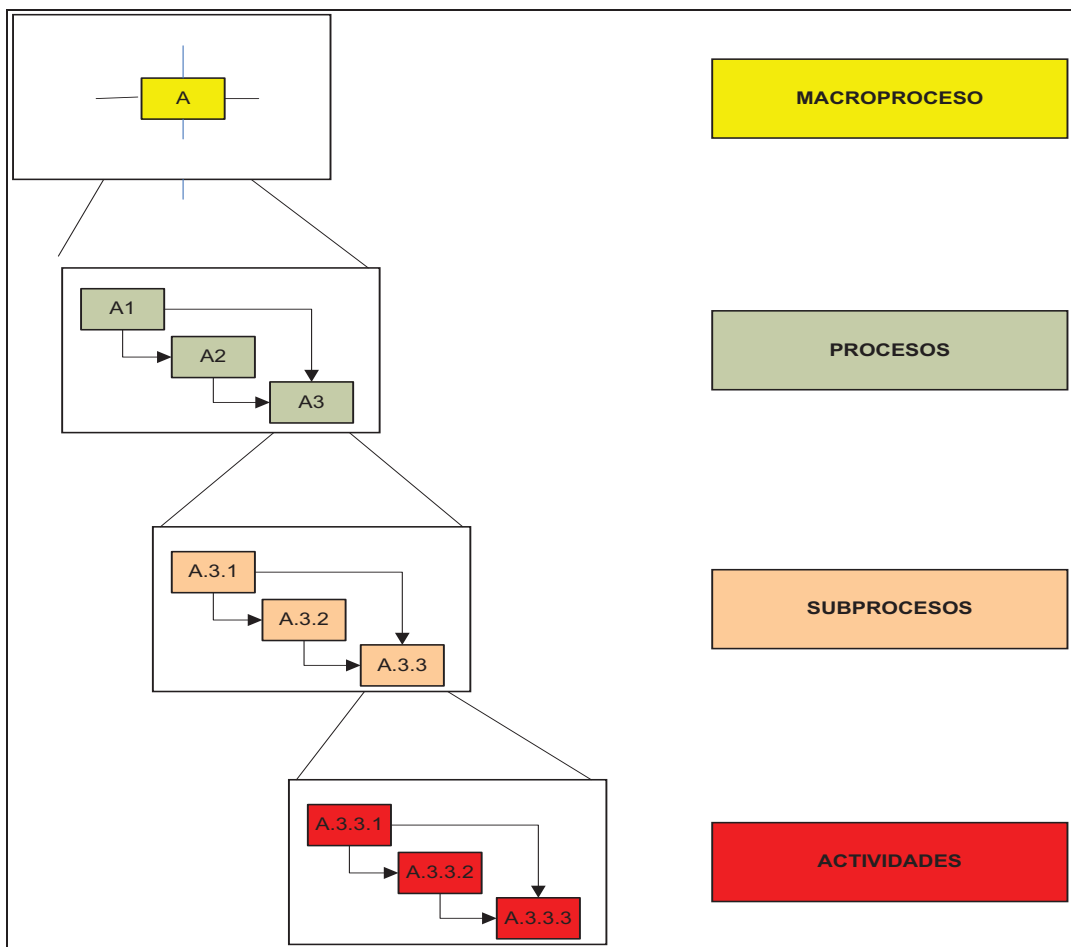 A
MACROPROCESO
A1
A2
A3
PROCESOS
A.3.1
A.3.2
A.3.3
SUBPROCESOS
A.3.3.1
A.3.3.2
A.3.3.3
ACTIVIDADES